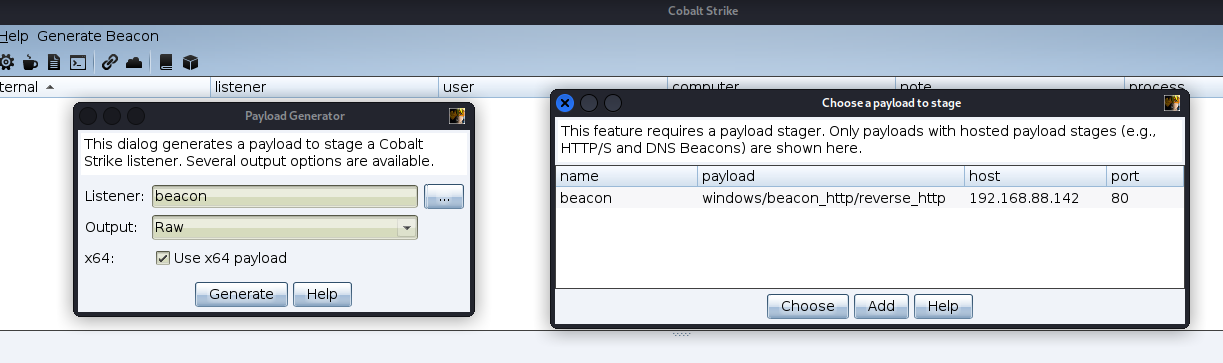 Cobalt Strike
Help Generate Beacon
ternal listener user computer note process
Payload Generator
This dialog generates a payload to stage a Cobalt
Strike listener. Several output options are available.
Listener: beacon ...
Output: Raw
x64: Use x64 payload
Generate Help
Choose a payload to stage
This feature requires a payload stager. Only payloads with hosted payload stages (e.g.,
HTTP/S and DNS Beacons) are shown here.
name payload host port
beacon windows/beacon_http/reverse_http 192.168.88.142 80
Choose Add Help